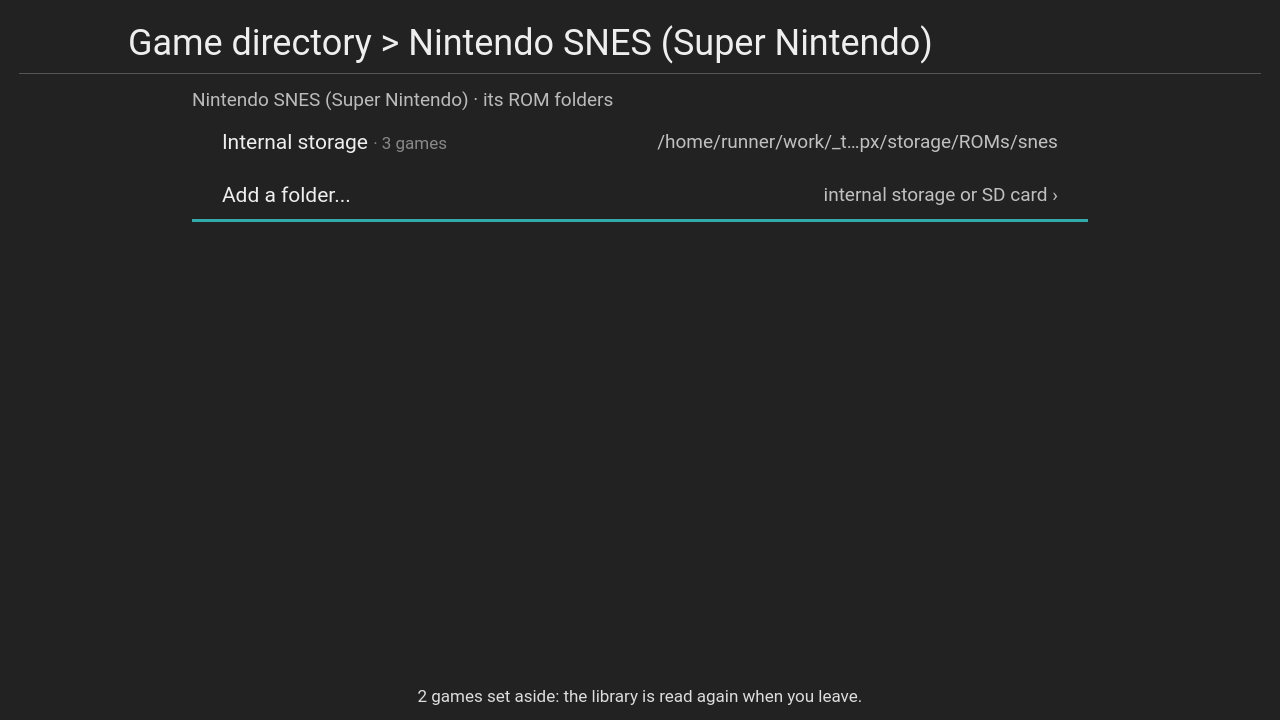 Game directory > Nintendo SNES (Super Nintendo)
Nintendo SNES (Super Nintendo) · its ROM folders
Internal storage · 3 games /home/runner/work/_t…px/storage/ROMs/snes
Add a folder... internal storage or SD card ›
2 games set aside: the library is read again when you leave.